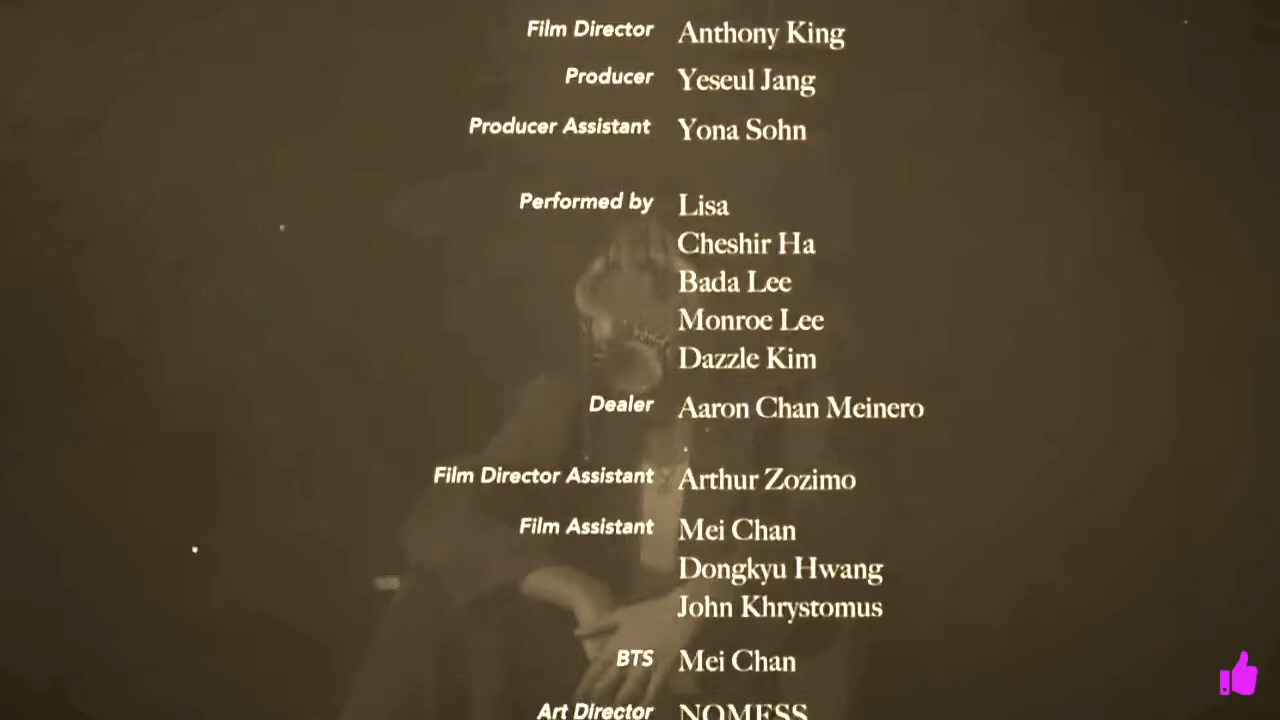 Film Director Anthony King
Producer Yeseul Jang
Producer Assistant Yona Sohn
Performed by Lisa
Cheshir Ha
Bada Lee
Monroe Lee
Dazzle Kim
Dealer Aaron Chan Meinero
Film Director Assistant Arthur Zozimo
Film Assistant Mei Chan
Dongkyu Hwang
John Khrystomus
BTS Mei Chan
Art Director NOMESS